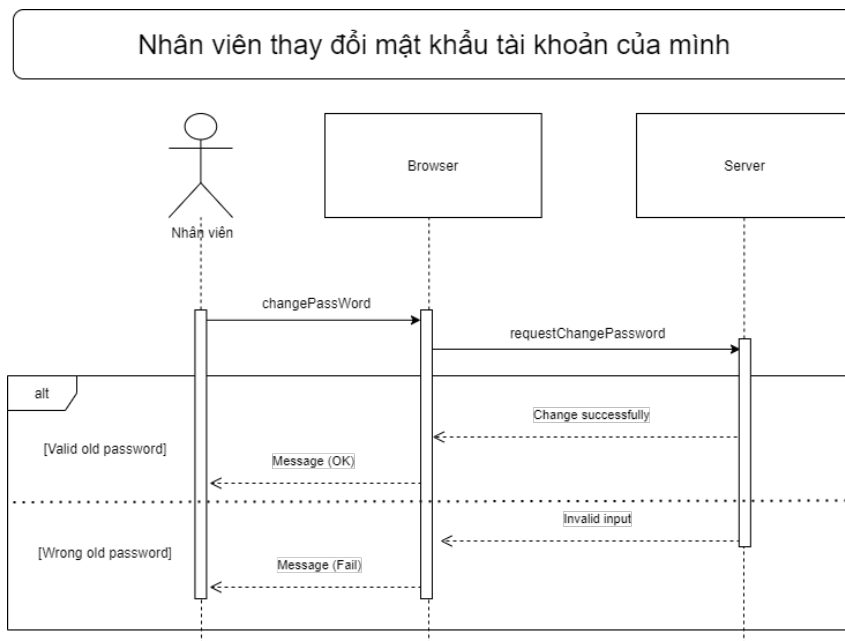 Nhân viên thay đổi mật khẩu tài khoản của mình
Browser
Server
Nhân viên
changePassWord
requestChangePassword
alt
Change successfully
[Valid old password]
Message (OK)
Invalid input
[Wrong old password]
Message (Fail)